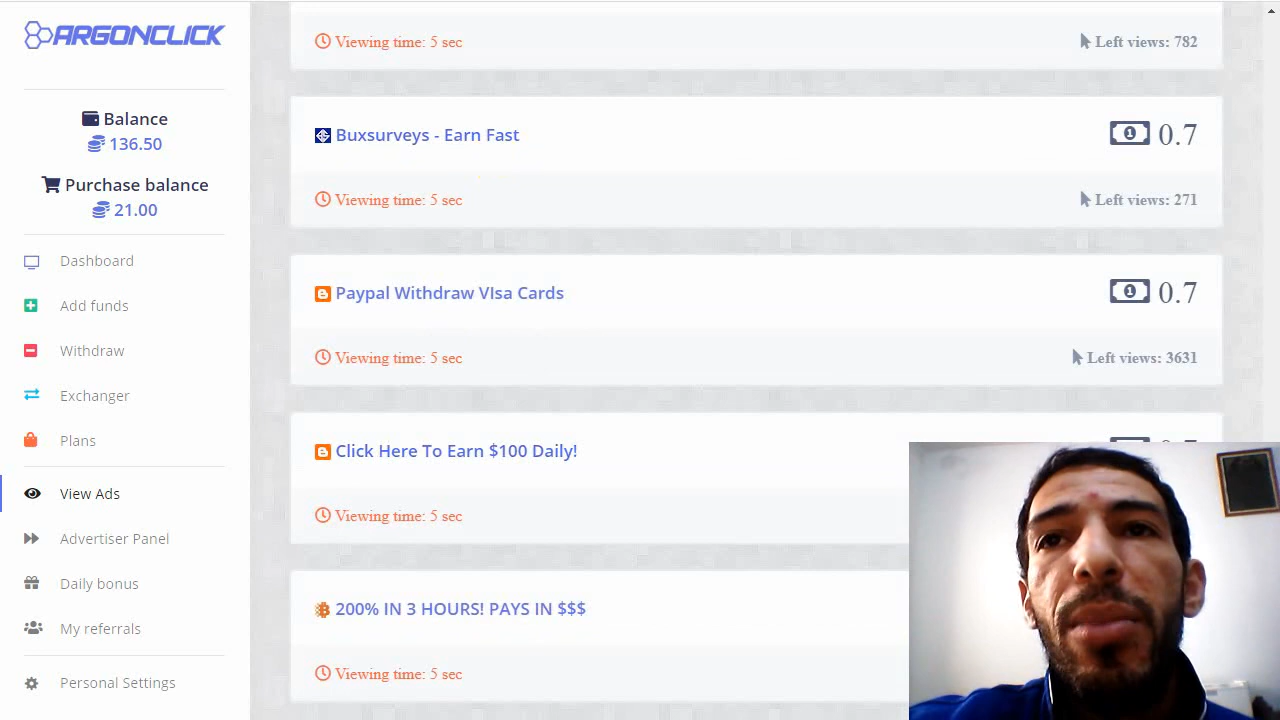 ARGONCLICK
Balance
136.50
Purchase balance
21.00
Dashboard
Add funds
Withdraw
Exchanger
Plans
View Ads
Advertiser Panel
Daily bonus
My referrals
Personal Settings
Viewing time: 5 sec
Left views: 782
Buxsurveys - Earn Fast
0.7
Viewing time: 5 sec
Left views: 271
Paypal Withdraw VIsa Cards
0.7
Viewing time: 5 sec
Left views: 3631
Click Here To Earn $100 Daily!
Viewing time: 5 sec
200% IN 3 HOURS! PAYS IN $$$
Viewing time: 5 sec